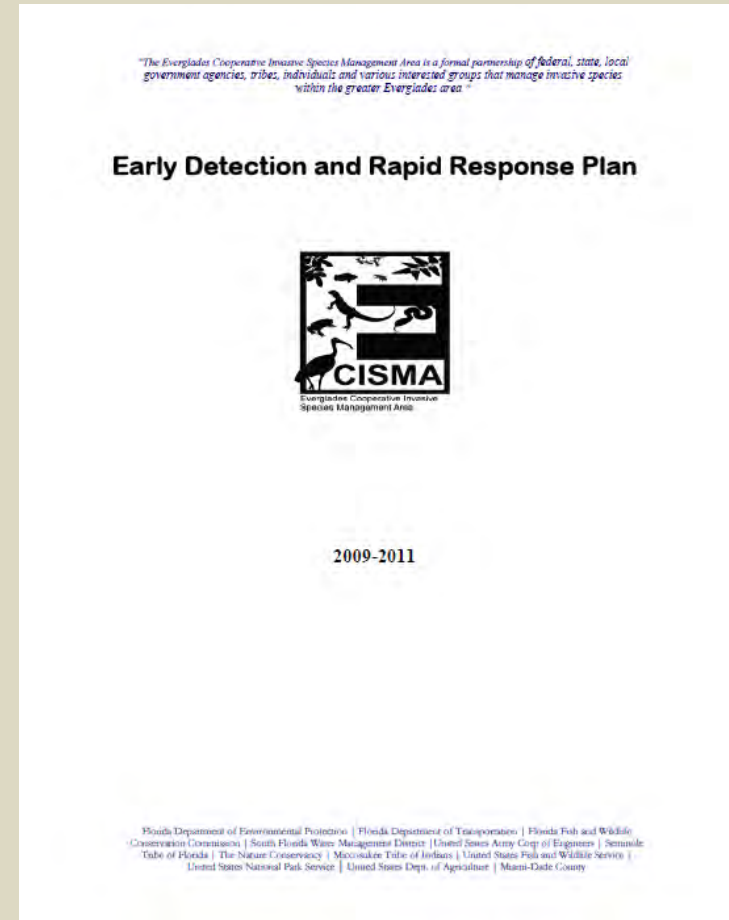 "The Everglades Cooperative Invasive Species Management Area is a formal partnership of federal, state, local
government agencies, tribes, individuals and various interested groups that manage invasive species
within the greater Everglades area "
Early Detection and Rapid Response Plan
CISMA
Everglades Cooperative Invasive
Species Management Area
2009-2011
Florida Department of Environmental Protection | Florida Department of Transportation | Florida Fish and Wildlife
Conservation Commission | South Florida Water Management District | United States Army Corp of Engineers | Seminole
Tribe of Florida | The Nature Conservancy | Miccosukee Tribe of Indians | United States Fish and Wildlife Service |
United States National Park Service | United States Dept. of Agriculture | Miami-Dade County